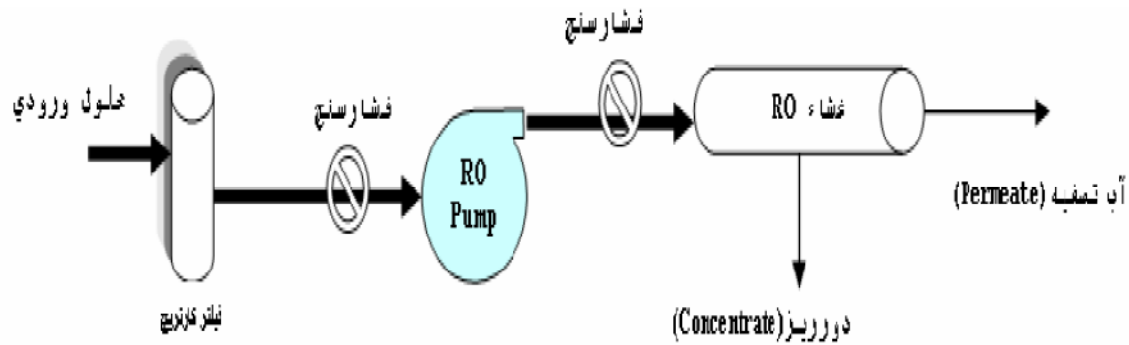 محلول ورودي
فشارسنج
فشارسنج
RO
Pump
غشاء RO
آب تصفيه (Permeate)
دورريز (Concentrate)
فيلتر كارتريج